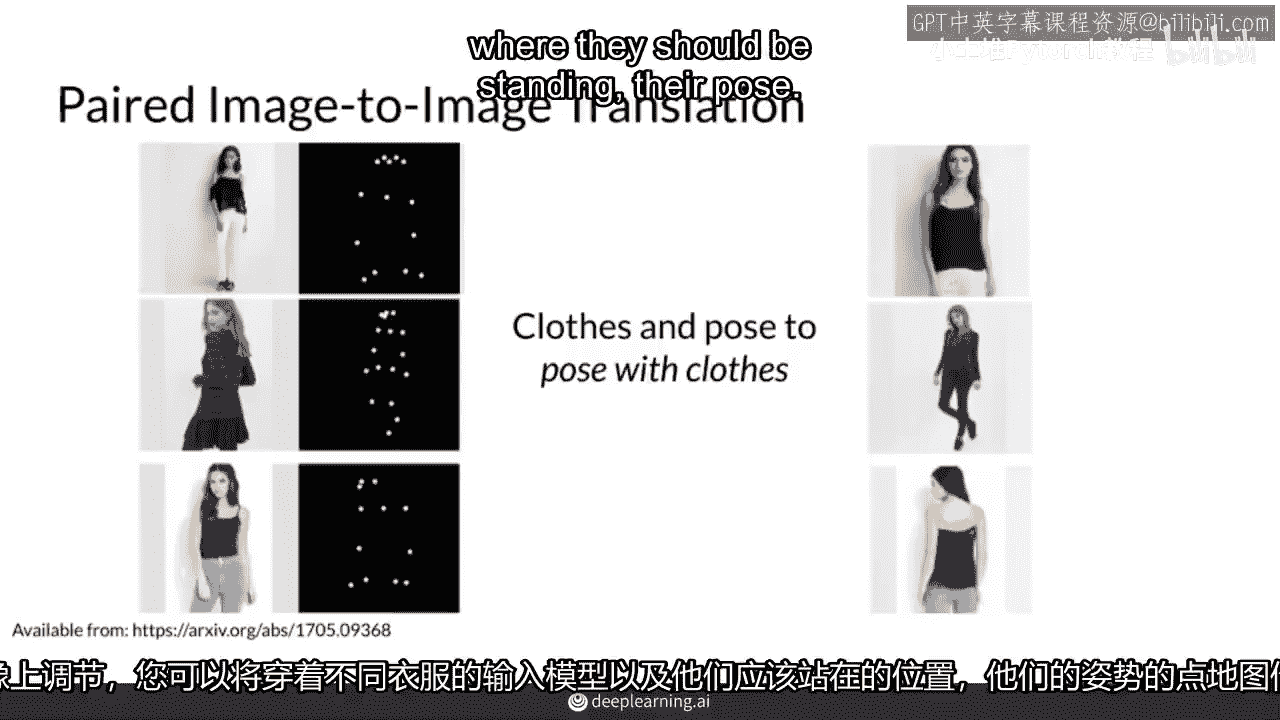 GPT中英字幕课程资源@bilibili.com
where they should be
standing, their pose.
Paired Image-to-Image Translation
Clothes and pose to
pose with clothes
Available from: https://arxiv.org/abs/1705.09368
上调节，您可以将穿着不同衣服的输入模型以及他们应该站在的位置，他们的姿势的点地图
deeplearning.ai